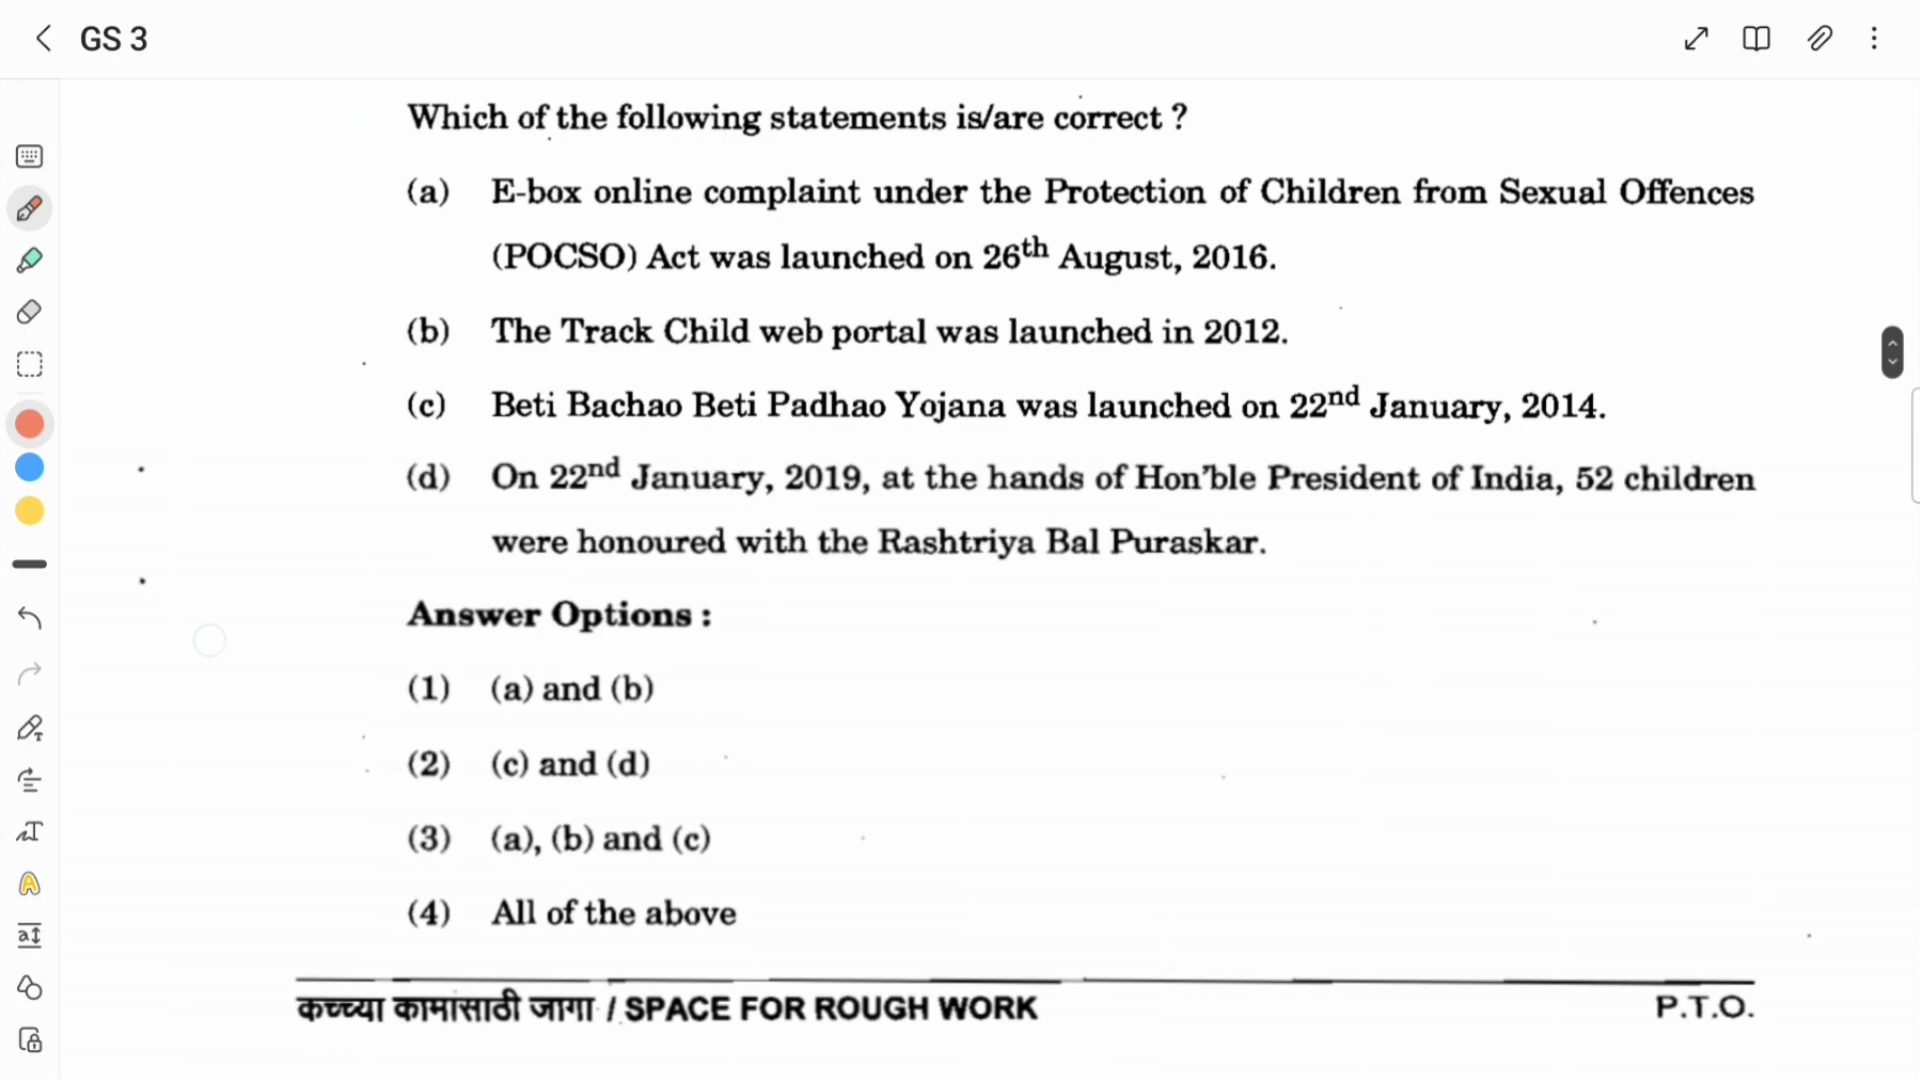 GS 3
Which of the following statements is/are correct ?
(a) E-box online complaint under the Protection of Children from Sexual Offences
(POCSO) Act was launched on 26th August, 2016.
(b) The Track Child web portal was launched in 2012.
(c) Beti Bachao Beti Padhao Yojana was launched on 22nd January, 2014.
(d) On 22nd January, 2019, at the hands of Hon'ble President of India, 52 children
were honoured with the Rashtriya Bal Puraskar.
Answer Options :
(1) (a) and (b)
(2) (c) and (d)
(3) (a), (b) and (c)
(4) All of the above
कच्च्या कामांसाठी जागा / SPACE FOR ROUGH WORK P.T.O.